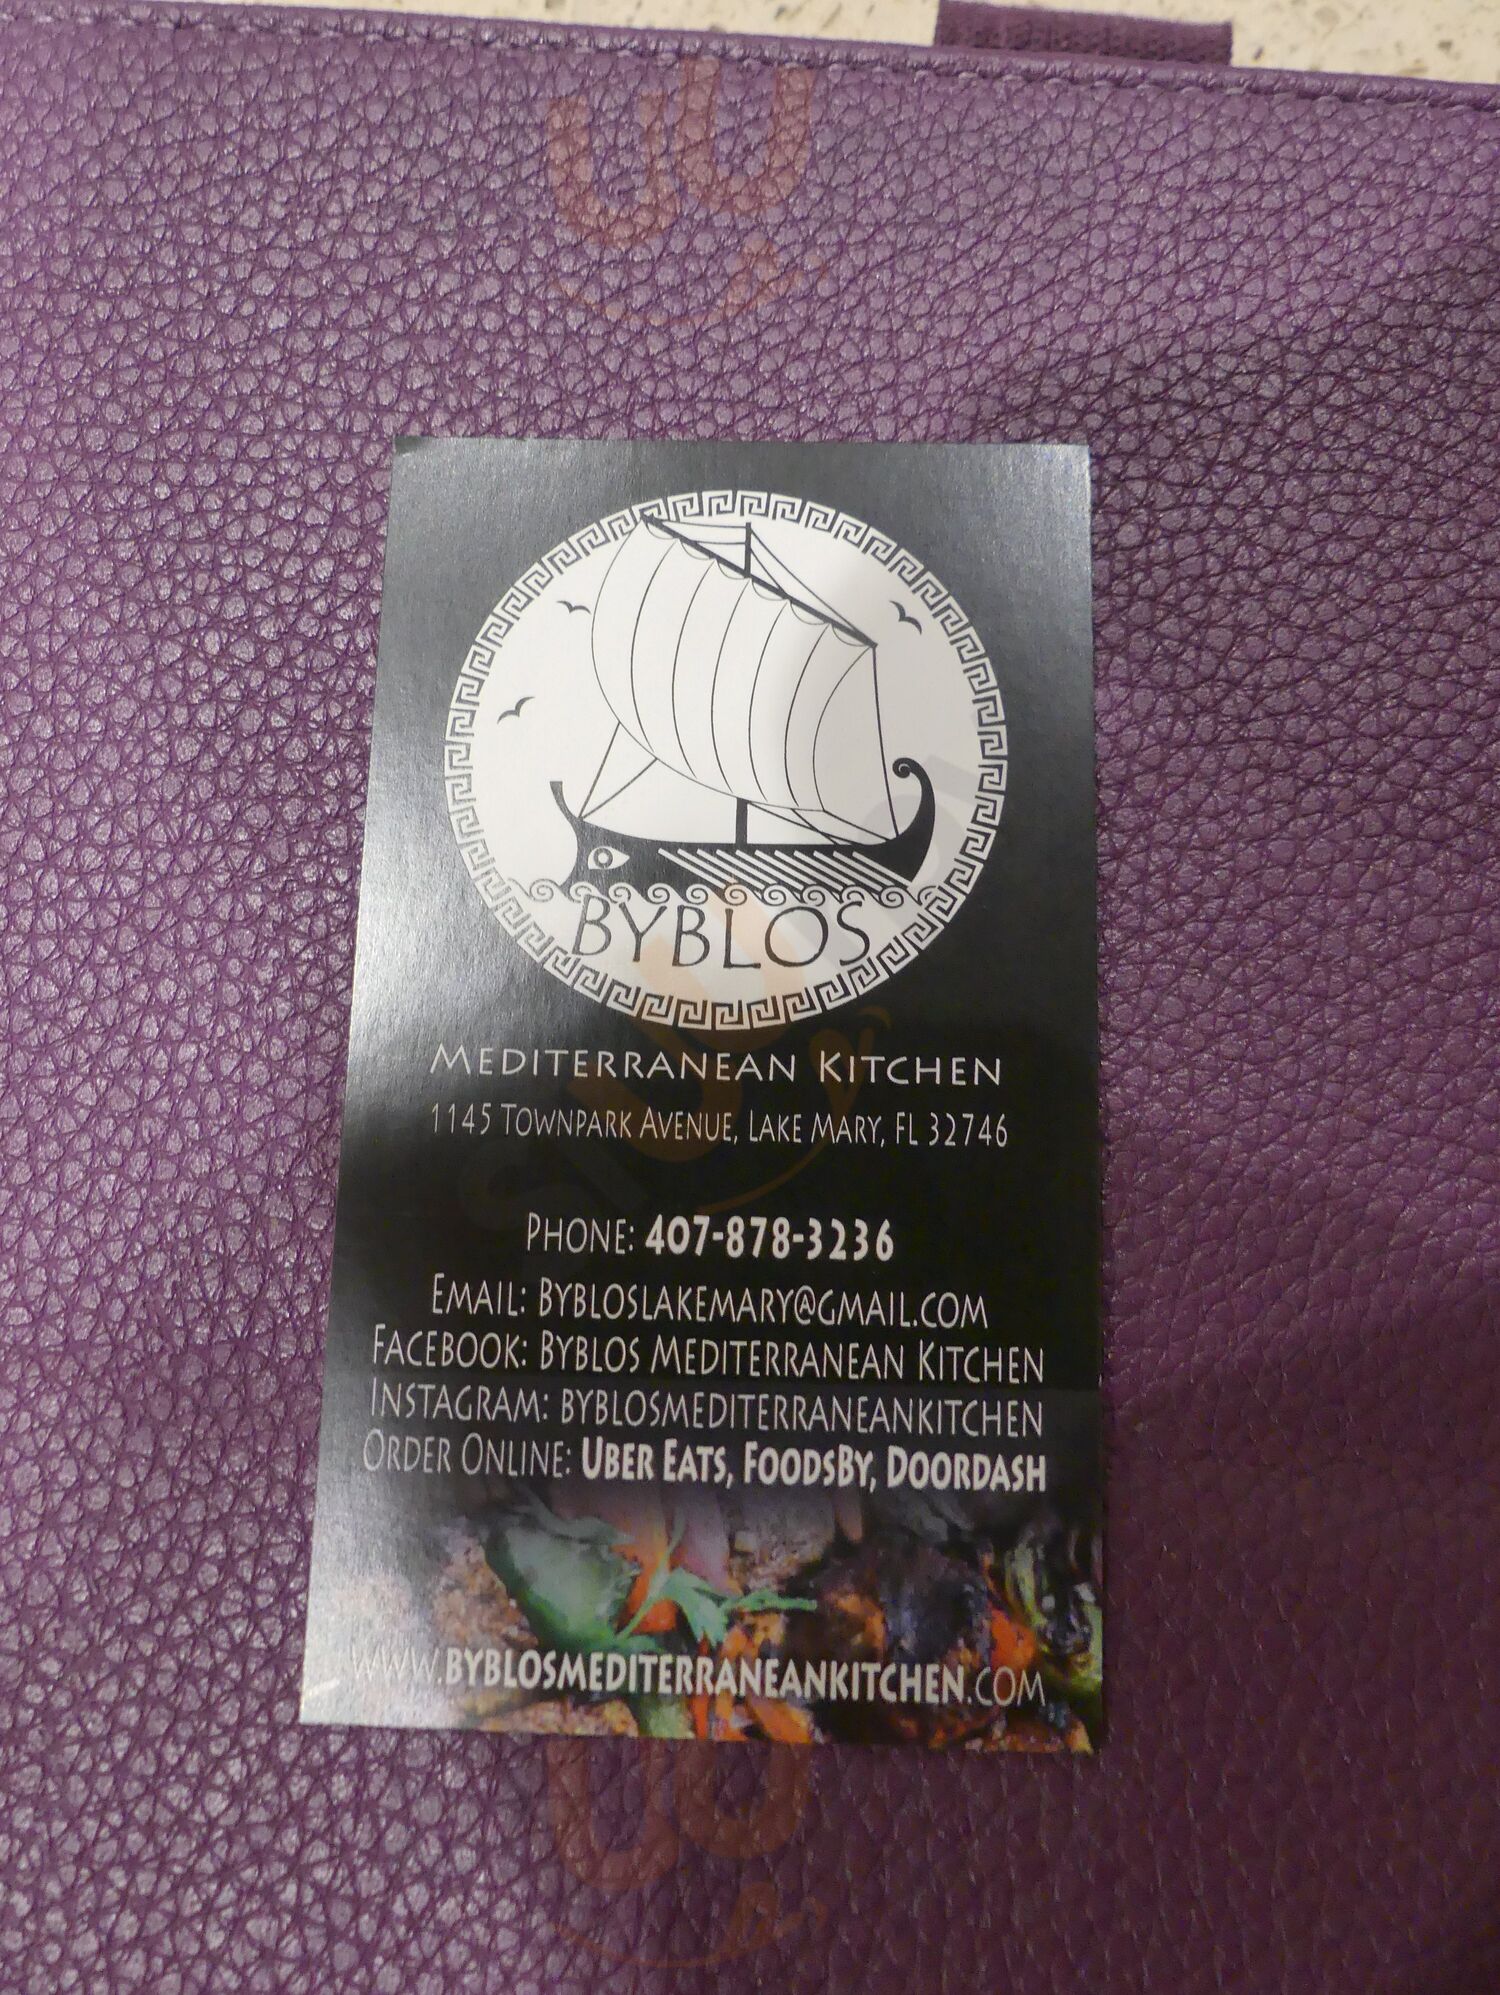 BYBLOS
MEDITERRANEAN KITCHEN
1145 TOWNPARK AVENUE, LAKE MARY, FL 32746
PHONE: 407-878-3236
EMAIL: BYBLOSLAKEMARY@GMAIL.COM
FACEBOOK: BYBLOS MEDITERRANEAN KITCHEN
INSTAGRAM: BYBLOSMEDITERRANEANKITCHEN
ORDER ONLINE: UBER EATS, FOODSBY, DOORDASH
WWW.BYBLOSMEDITERRANEANKITCHEN.COM